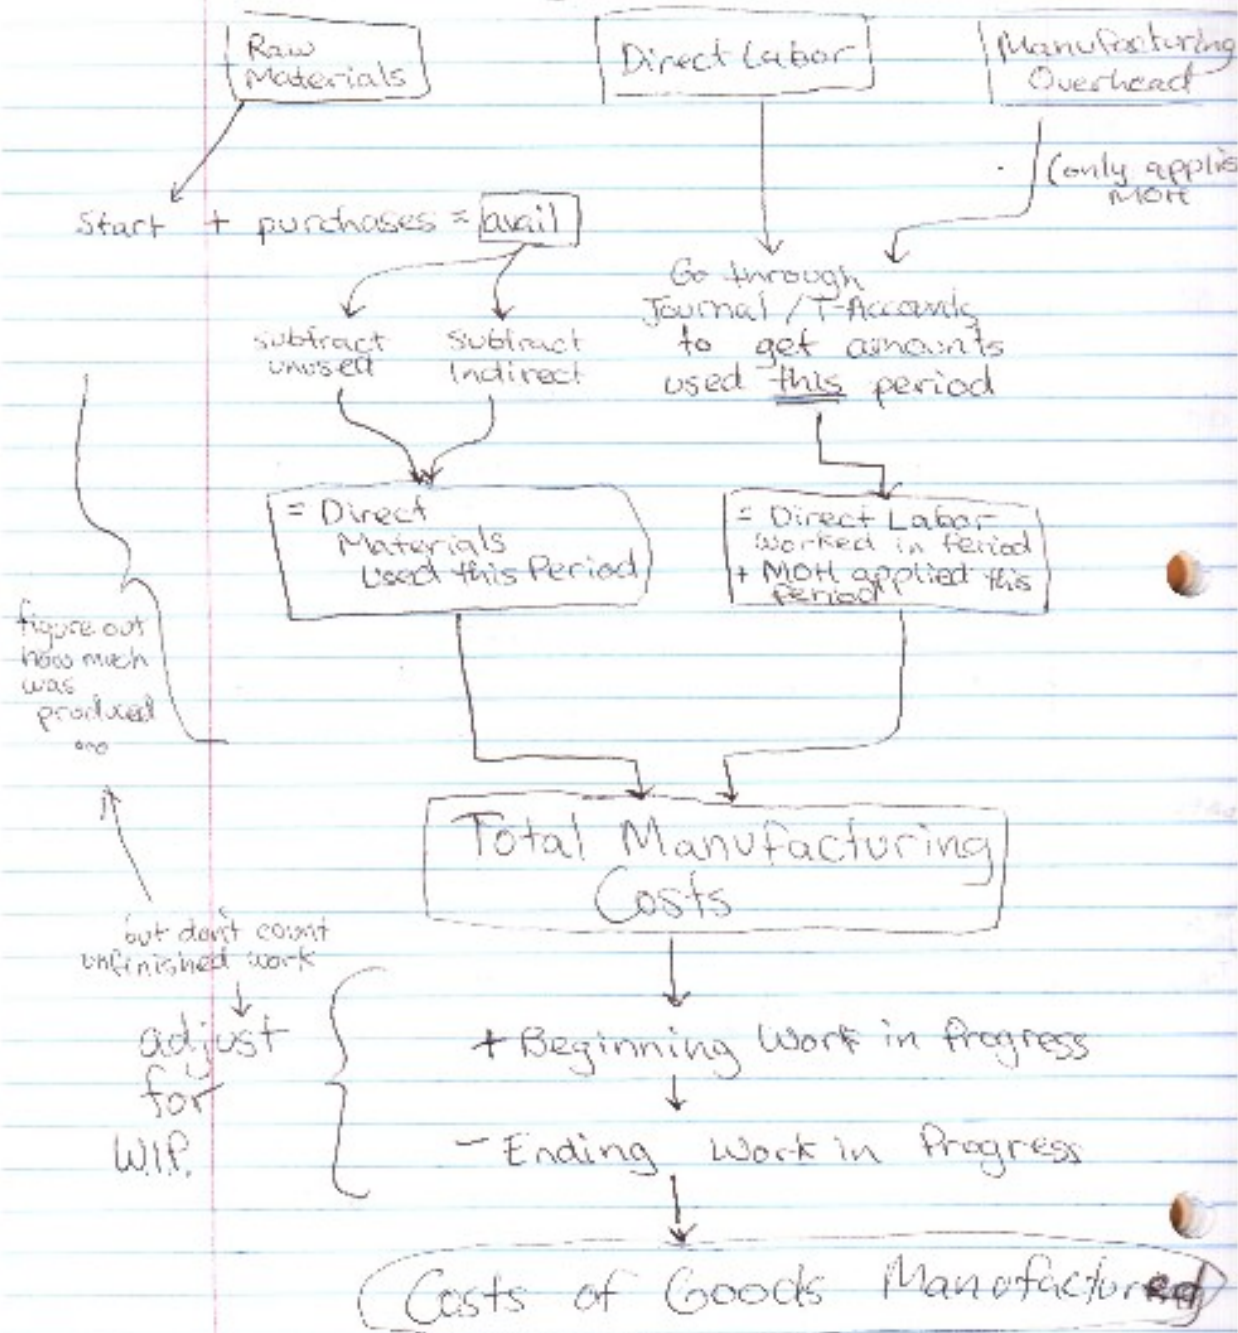 Raw
Materials
Direct Labor
Manufacturing
Overhead
(only applies
MOH
Start + purchases = avail
subtract
unused
Subtract
Indirect
Go through
Journal / T-Accounts
to get amounts
used this period
= Direct
Materials
Used this Period
= Direct Labor
Worked in Period
+ MOH applied this
Period
figure out
how much
was
produced
ooo
Total Manufacturing
Costs
but don't count
unfinished work
adjust
for
W.I.P.
+ Beginning Work in Progress
- Ending Work in Progress
Costs of Goods Manufactured